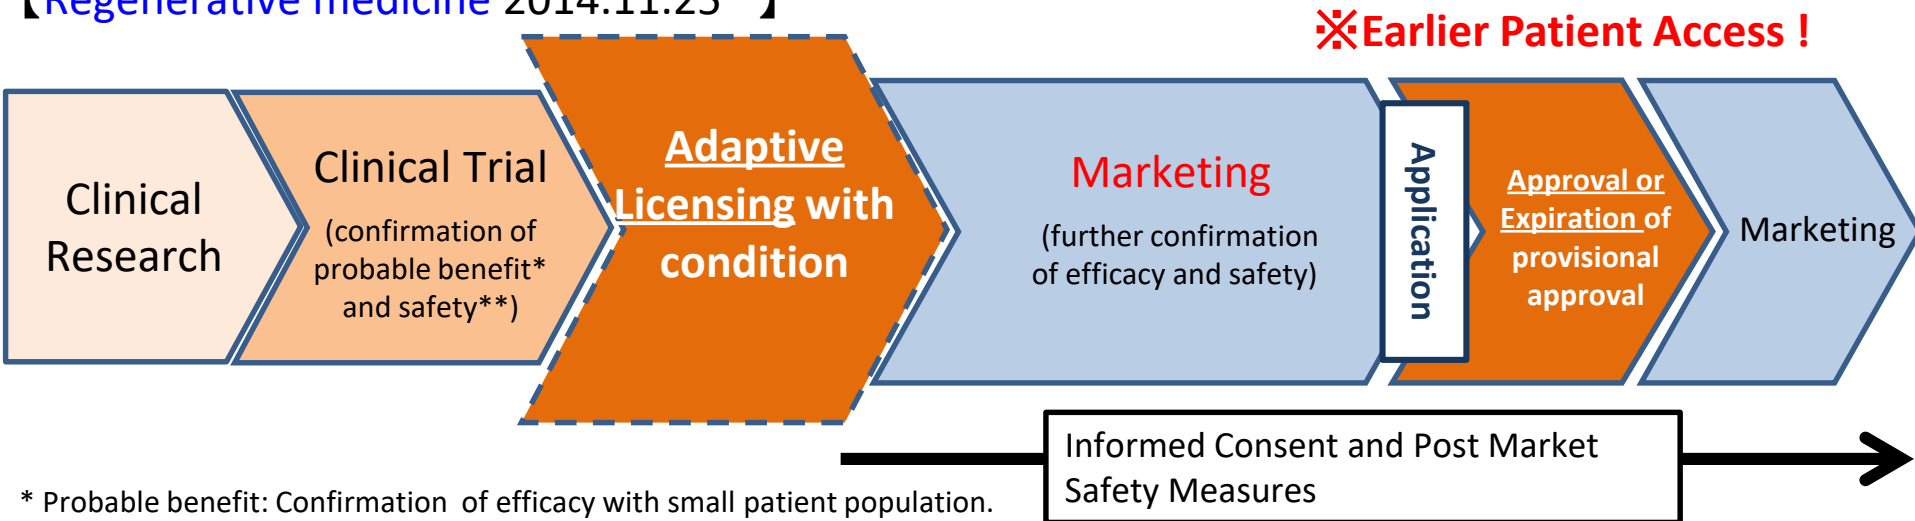 【Regenerative medicine 2014.11.25 】
※Earlier Patient Access !
Clinical
Research
Clinical Trial
(confirmation of
probable benefit*
and safety**)
Adaptive
Licensing with
condition
Marketing
(further confirmation
of efficacy and safety)
Application
Approval or
Expiration of
provisional
approval
Marketing
Informed Consent and Post Market
Safety Measures
* Probable benefit: Confirmation of efficacy with small patient population.